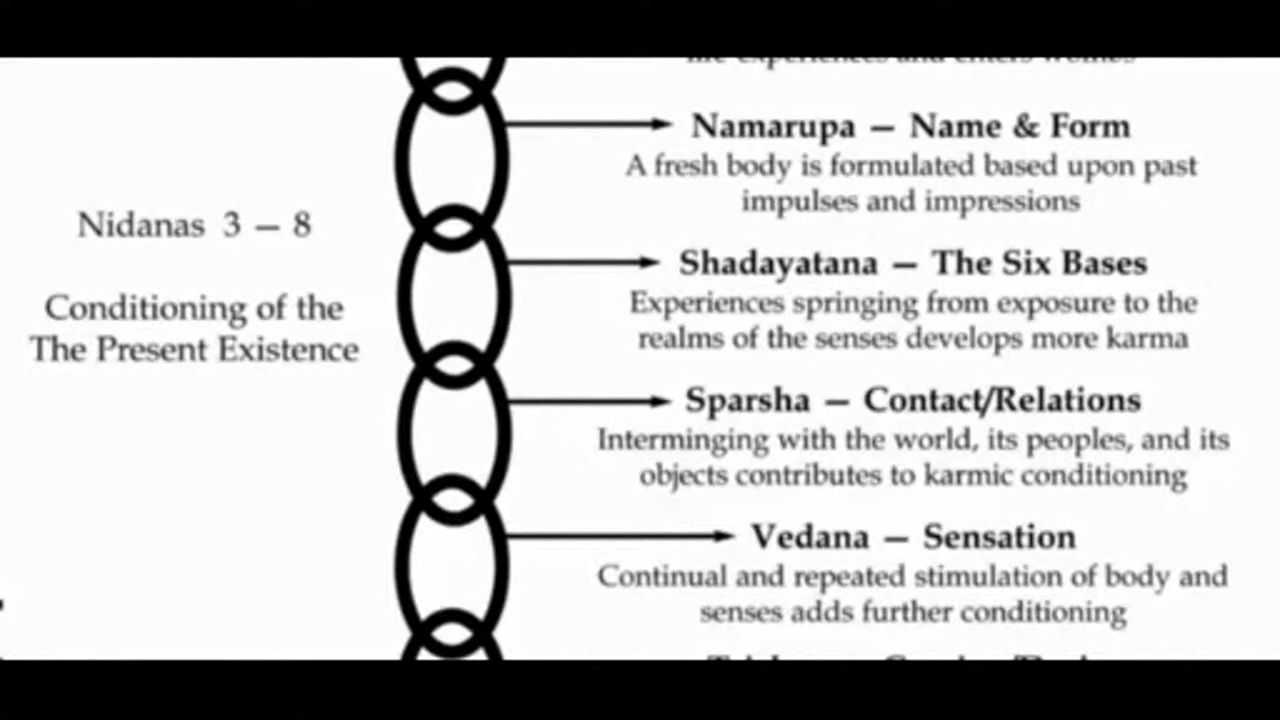 Namarupa — Name & Form
A fresh body is formulated based upon past
impulses and impressions
Nidanas 3 — 8
Shadayatana — The Six Bases
Experiences springing from exposure to the
realms of the senses develops more karma
Conditioning of the
The Present Existence
Sparsha — Contact/Relations
Interminging with the world, its peoples, and its
objects contributes to karmic conditioning
Vedana — Sensation
Continual and repeated stimulation of body and
senses adds further conditioning